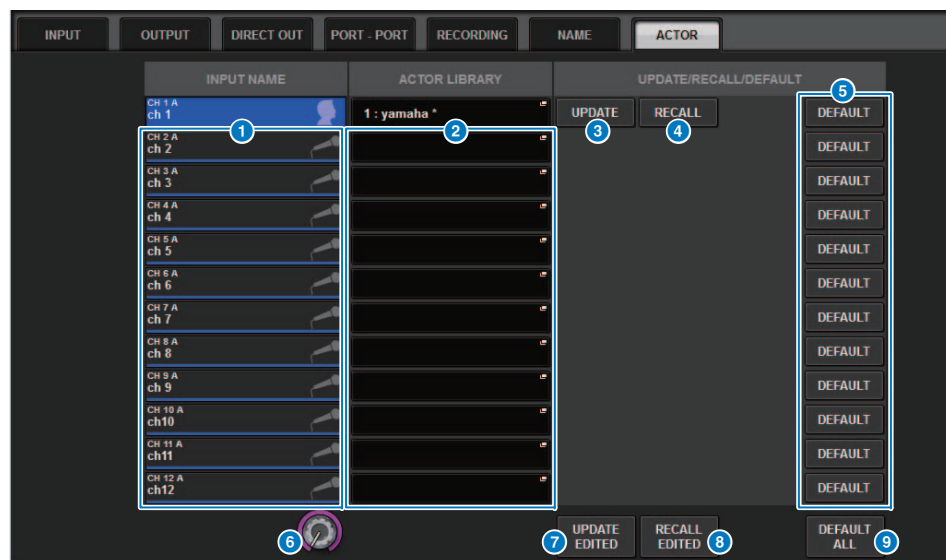 INPUT OUTPUT DIRECT OUT PORT - PORT RECORDING NAME ACTOR
INPUT NAME ACTOR LIBRARY UPDATE/RECALL/DEFAULT
5
CH 1 A
ch 1 1 : yamaha * UPDATE RECALL DEFAULT
1 2 3 4
CH 2 A
ch 2 DEFAULT
CH 3 A
ch 3 DEFAULT
CH 4 A
ch 4 DEFAULT
CH 5 A
ch 5 DEFAULT
CH 6 A
ch 6 DEFAULT
CH 7 A
ch 7 DEFAULT
CH 8 A
ch 8 DEFAULT
CH 9 A
ch 9 DEFAULT
CH 10 A
ch10 DEFAULT
CH 11 A
ch11 DEFAULT
CH 12 A
ch12 DEFAULT
6 7 UPDATE RECALL 8 DEFAULT 9
EDITED EDITED ALL